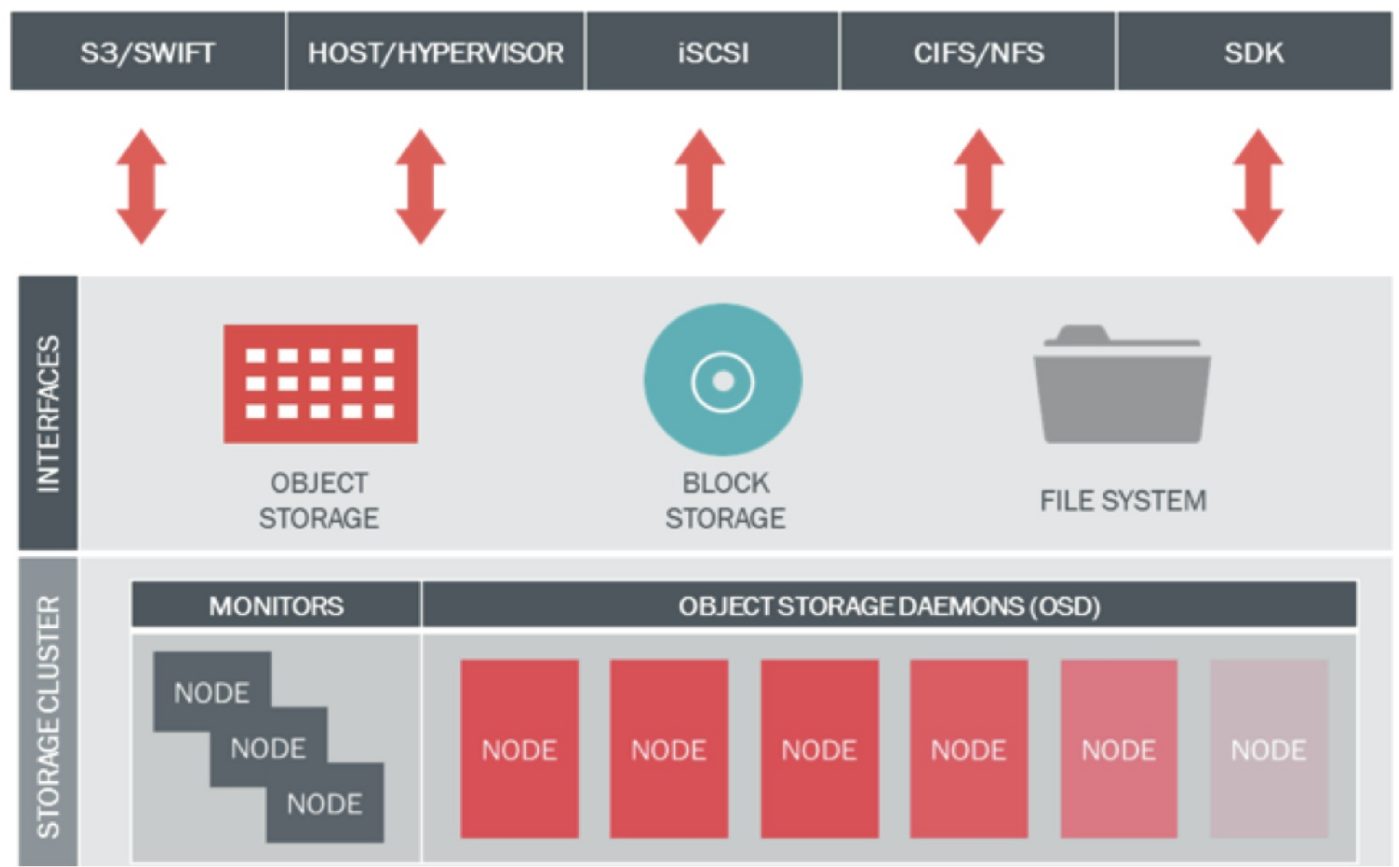 S3/SWIFT
HOST/HYPERVISOR
iSCSI
CIFS/NFS
SDK
INTERFACES
OBJECT
STORAGE
BLOCK
STORAGE
FILE SYSTEM
STORAGE CLUSTER
MONITORS
OBJECT STORAGE DAEMONS (OSD)
NODE
NODE
NODE
NODE
NODE
NODE
NODE
NODE
NODE